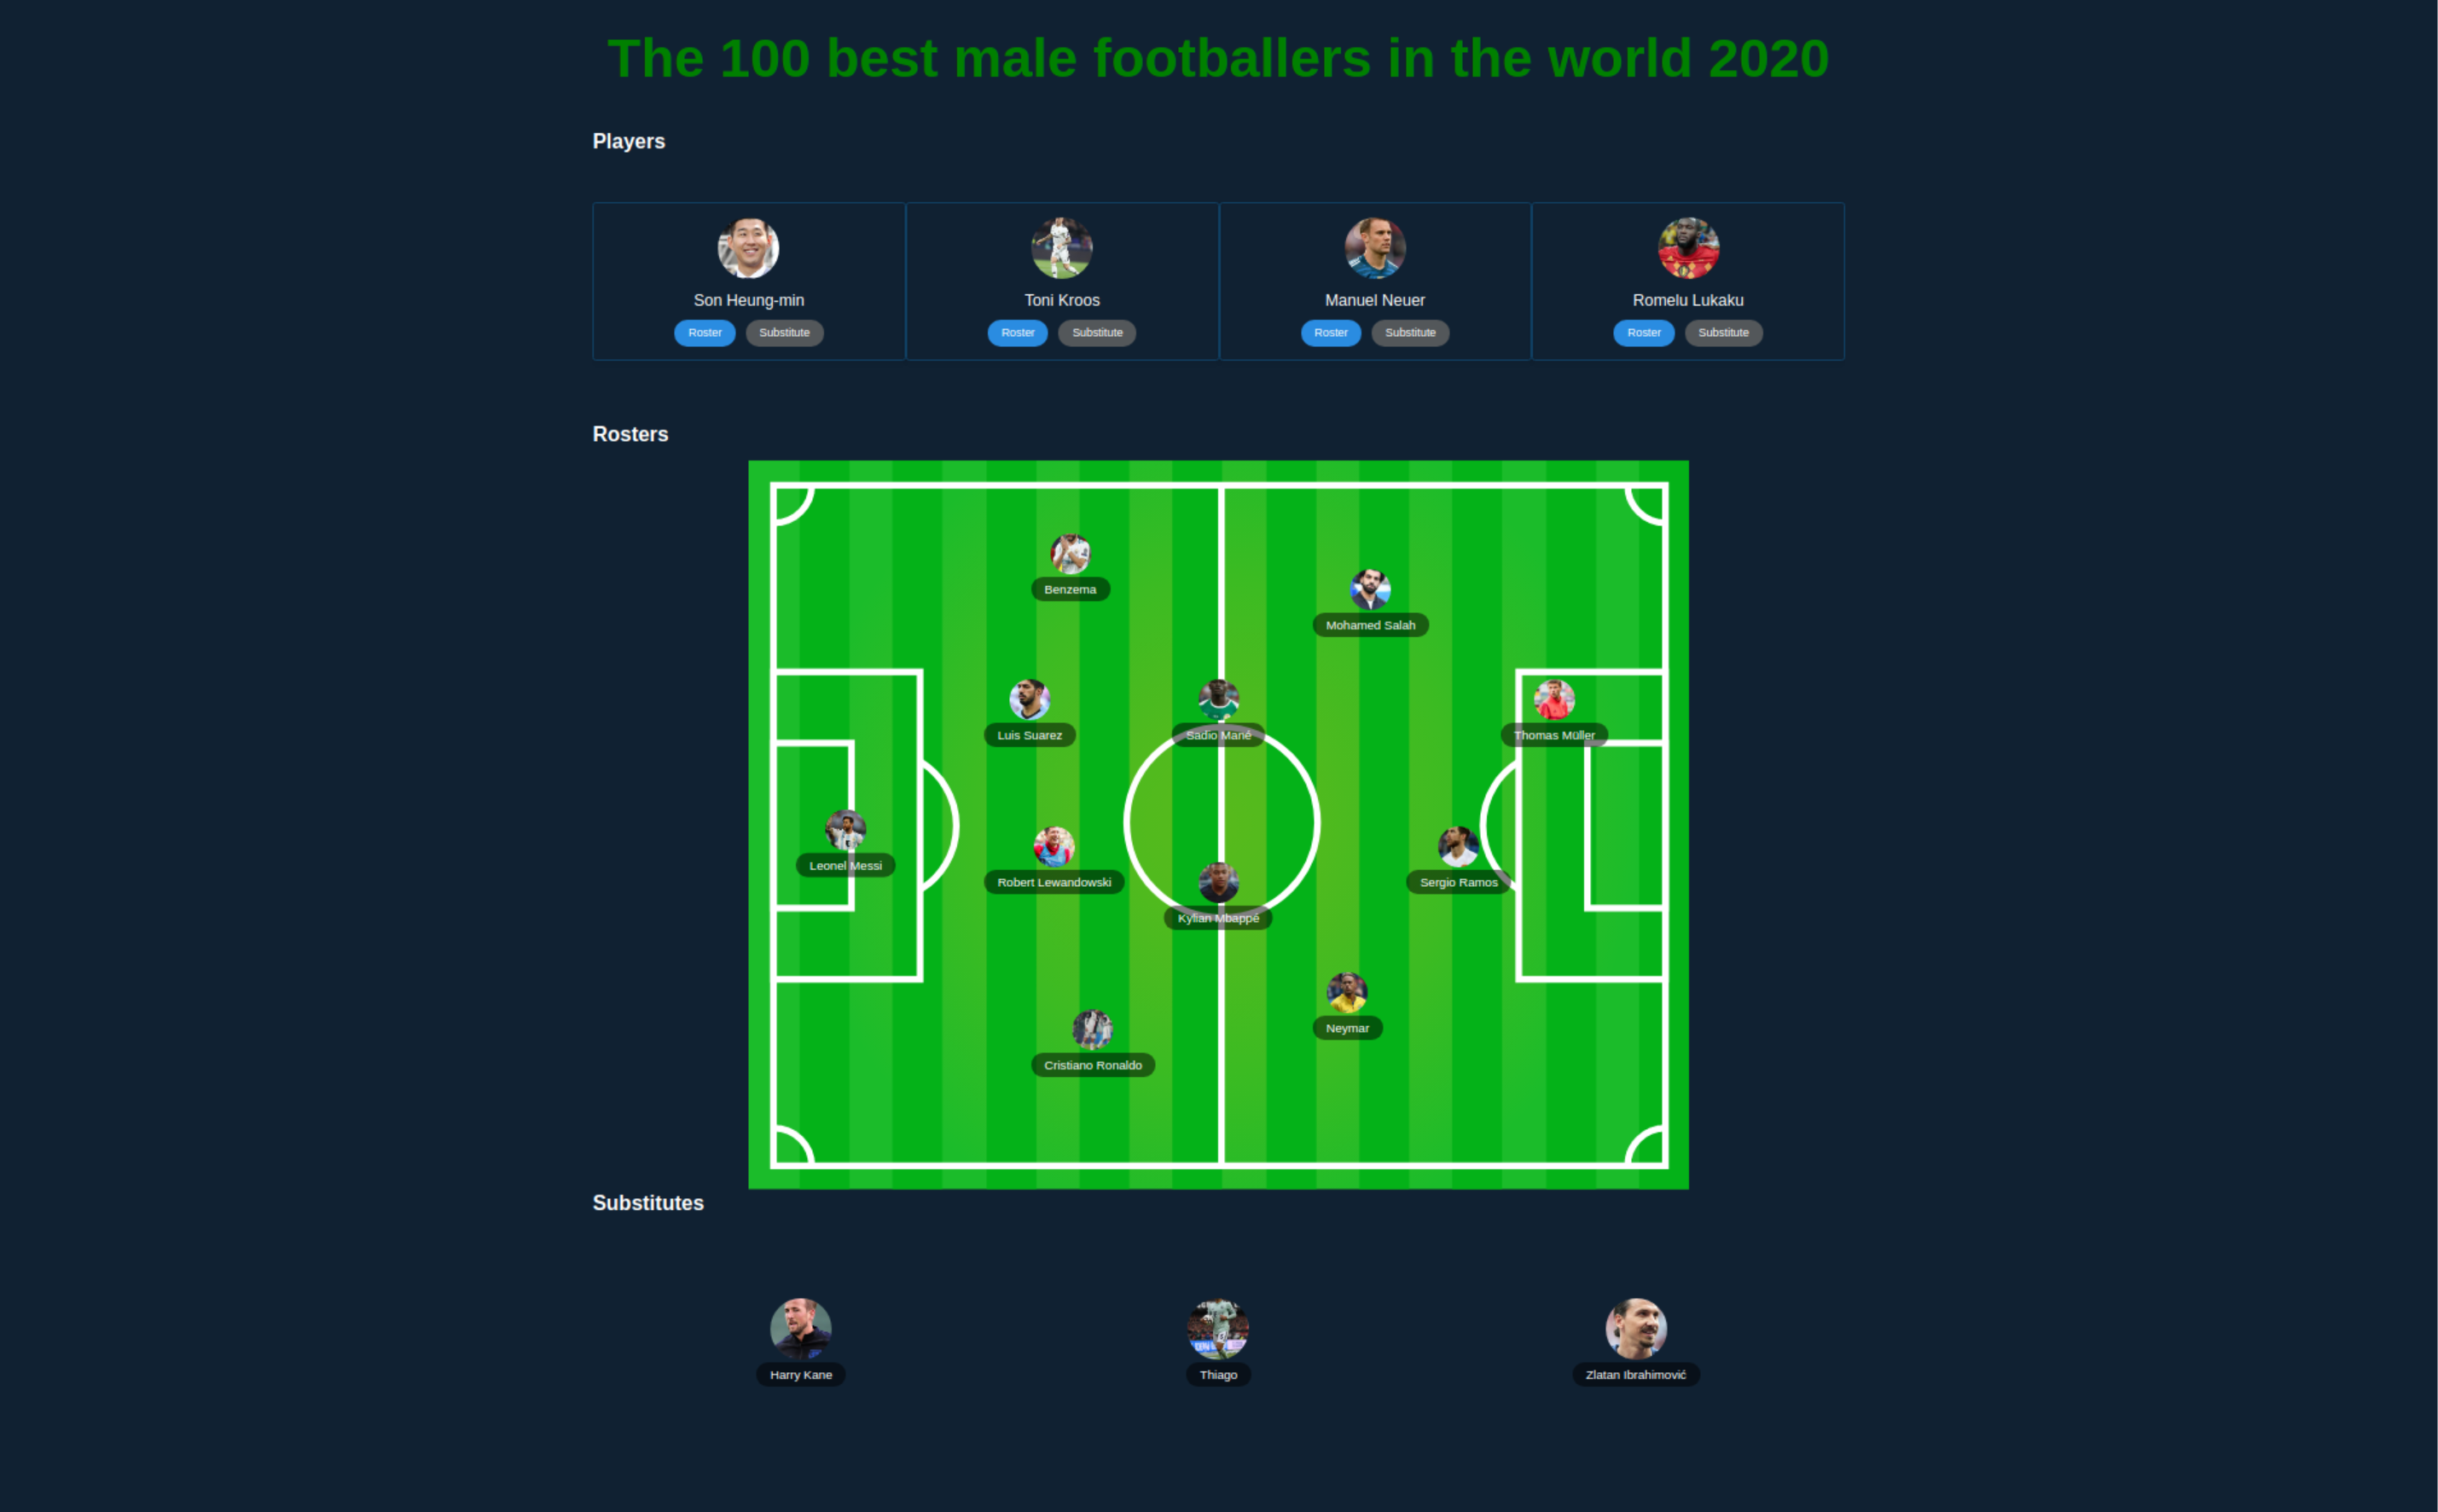 The 100 best male footballers in the world 2020
Players
Son Heung-min
Toni Kroos
Manuel Neuer
Romelu Lukaku
Roster Substitute
Roster Substitute
Roster Substitute
Roster Substitute
Rosters
Benzema
Mohamed Salah
Luis Suarez
Sadio Mané
Thomas Müller
Leonel Messi
Robert Lewandowski
Sergio Ramos
Kylian Mbappé
Neymar
Cristiano Ronaldo
Substitutes
Harry Kane
Thiago
Zlatan Ibrahimović